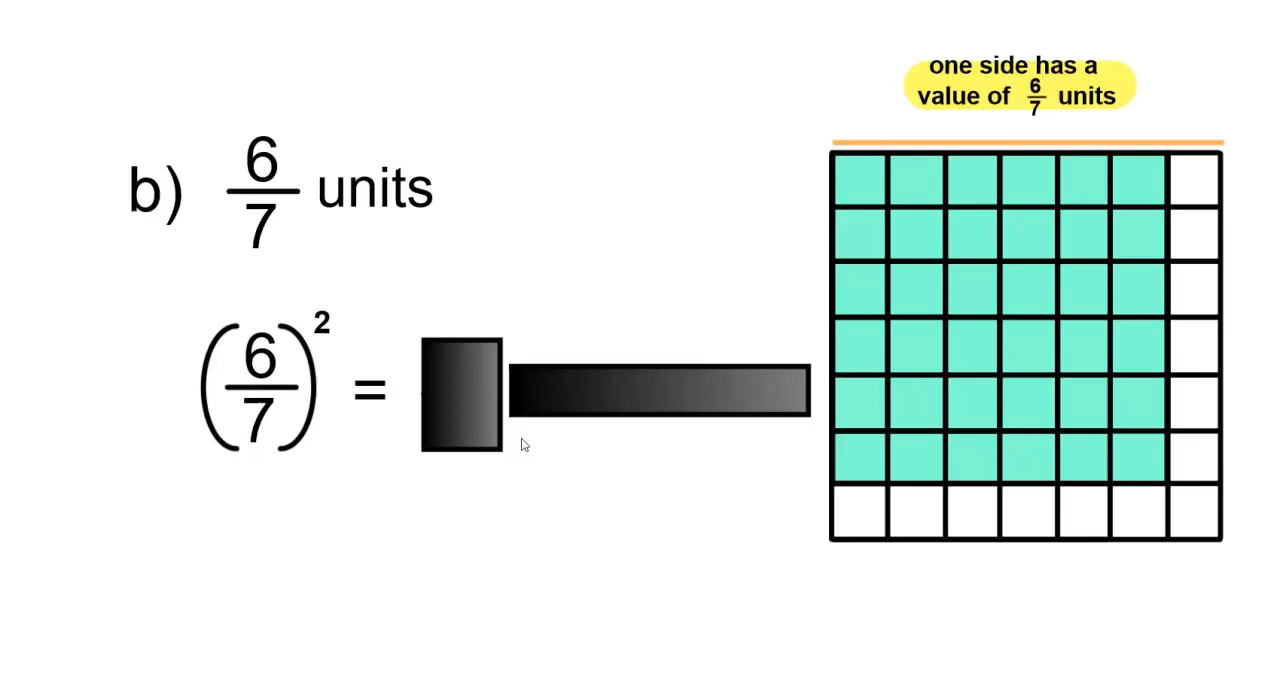 one side has a
value of 6/7 units
b) 6/7 units
(6/7)² =